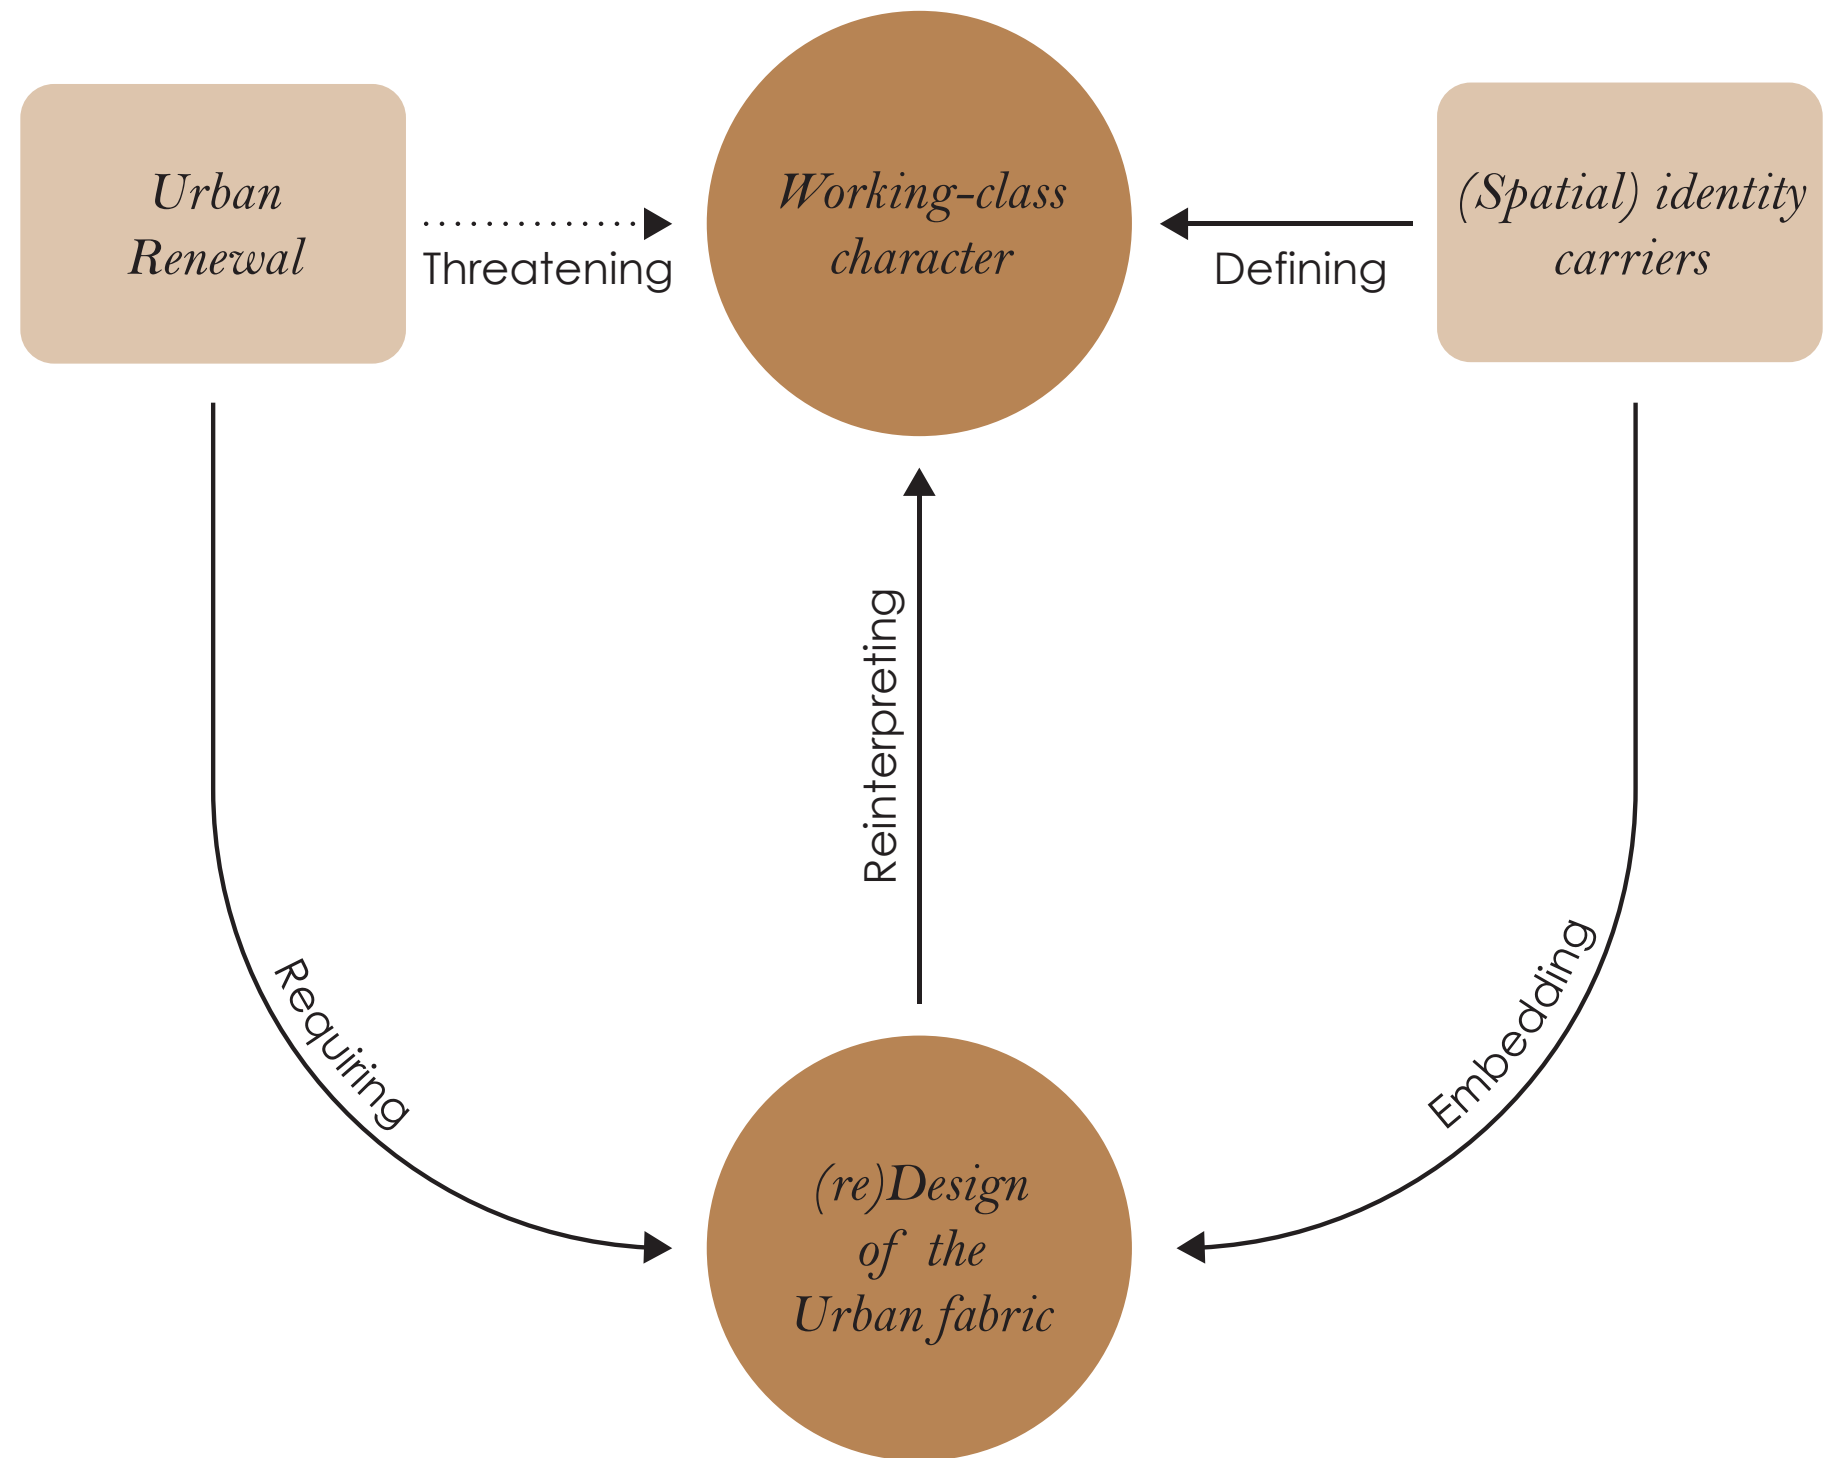 Urban
Renewal
Threatening
Working-class
character
Defining
(Spatial) identity
carriers
Reinterpreting
Requiring
Embedding
(re)Design
of the
Urban fabric